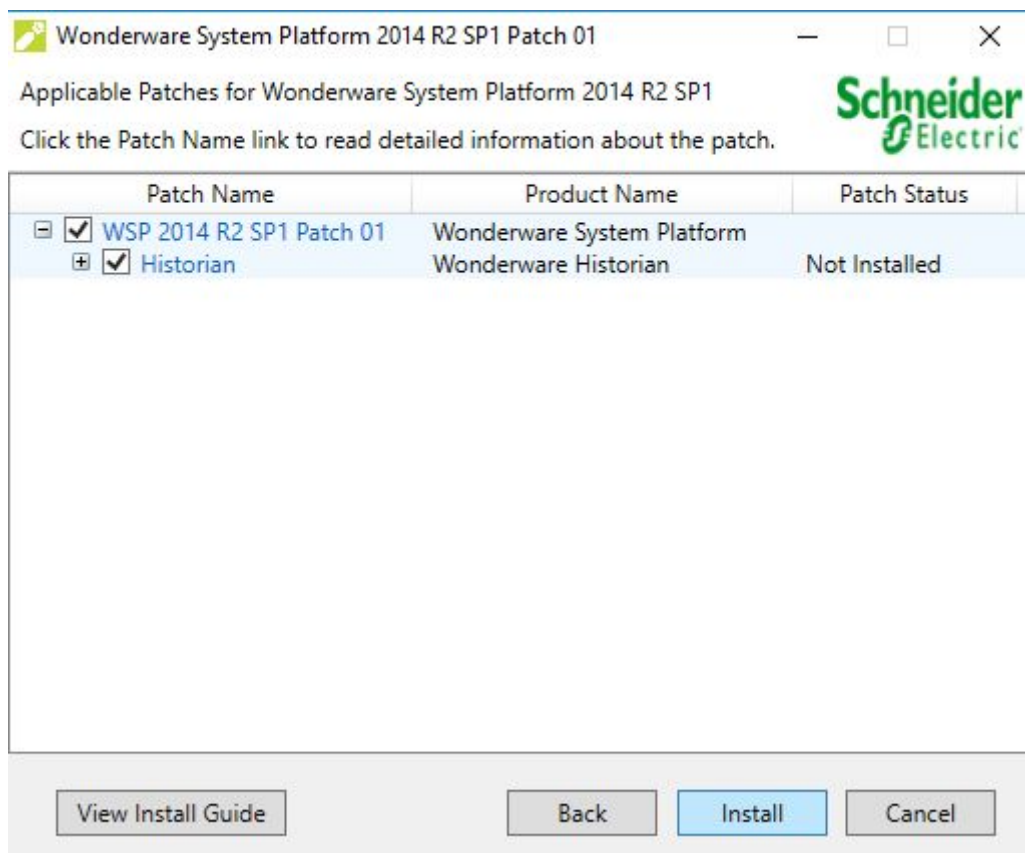 Wonderware System Platform 2014 R2 SP1 Patch 01
Applicable Patches for Wonderware System Platform 2014 R2 SP1
Click the Patch Name link to read detailed information about the patch.
Schneider
Electric
Patch Name Product Name Patch Status
WSP 2014 R2 SP1 Patch 01 Wonderware System Platform
Historian Wonderware Historian Not Installed
View Install Guide Back Install Cancel